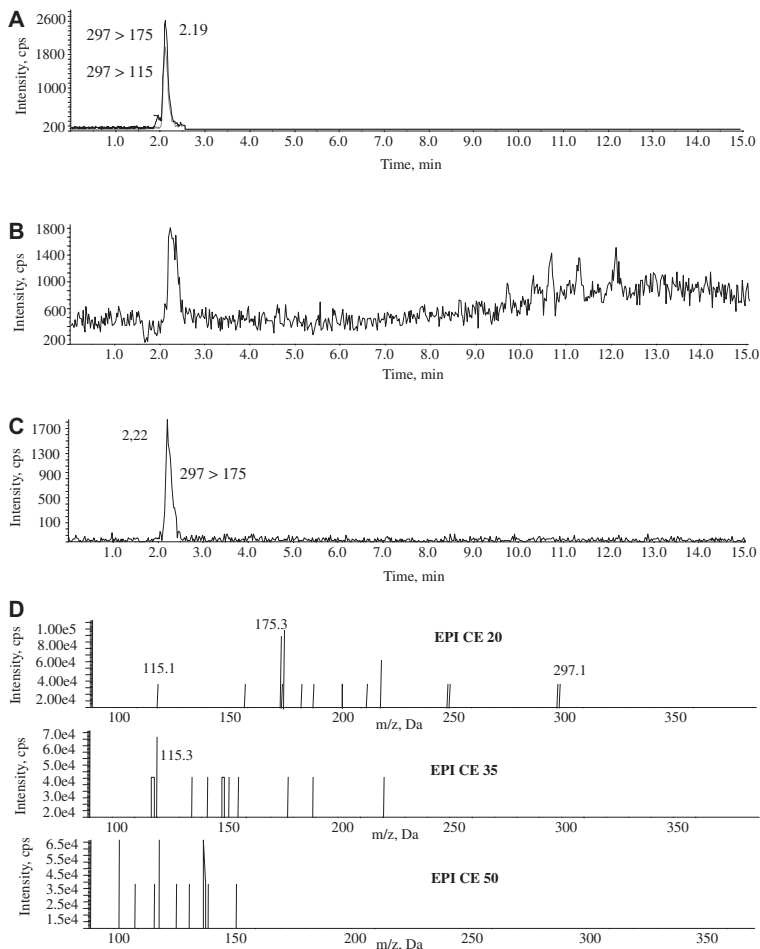 A
Intensity, cps
2600
1800
1000
200
297 > 175
2.19
297 > 115
1.0 2.0 3.0 4.0 5.0 6.0 7.0 8.0 9.0 10.0 11.0 12.0 13.0 14.0 15.0
Time, min
B
Intensity, cps
1800
1400
1000
600
200
1.0 2.0 3.0 4.0 5.0 6.0 7.0 8.0 9.0 10.0 11.0 12.0 13.0 14.0 15.0
Time, min
C
Intensity, cps
1700
1300
900
500
100
2,22
297 > 175
1.0 2.0 3.0 4.0 5.0 6.0 7.0 8.0 9.0 10.0 11.0 12.0 13.0 14.0 15.0
Time, min
D
Intensity, cps
1.00e5
8.00e4
6.00e4
4.00e4
2.00e4
175.3
EPI CE 20
115.1
297.1
100 150 200 250 300 350
m/z, Da
Intensity, cps
7.0e4
6.0e4
5.0e4
4.0e4
3.0e4
2.0e4
115.3
EPI CE 35
100 150 200 250 300 350
m/z, Da
Intensity, cps
6.5e4
5.5e4
4.5e4
3.5e4
2.5e4
1.5e4
EPI CE 50
100 150 200 250 300 350
m/z, Da